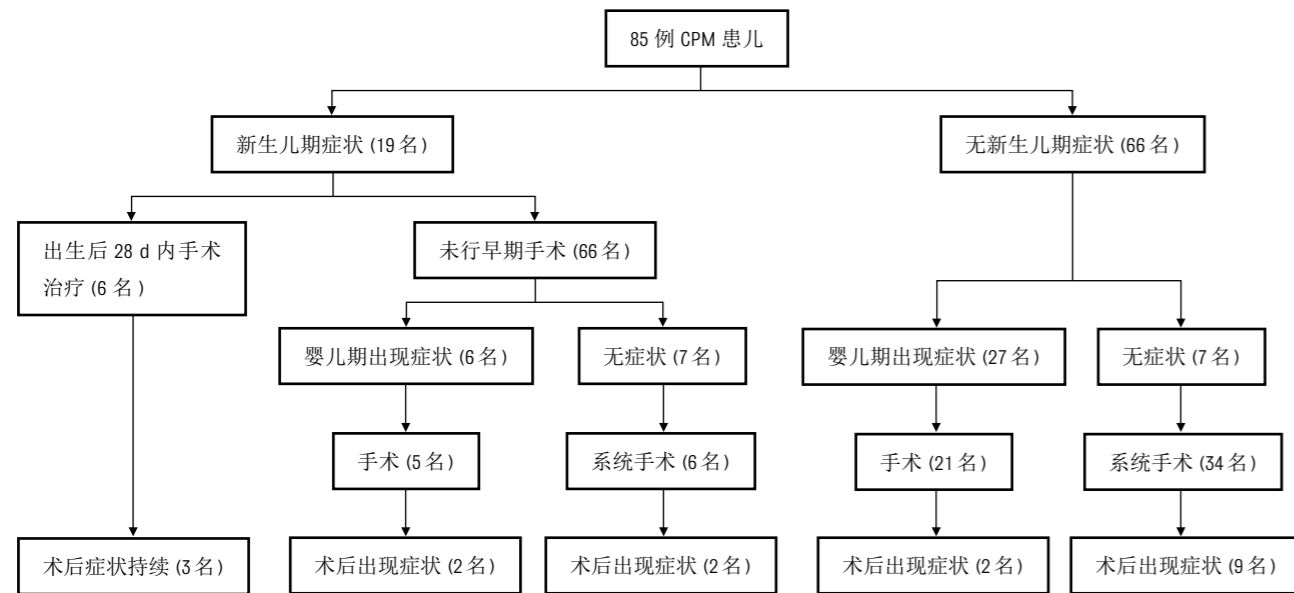 85 例 CPM 患儿
新生儿期症状 (19 名)
无新生儿期症状 (66 名)
出生后 28 d 内手术
治疗 (6 名)
未行早期手术 (66 名)
婴儿期出现症状 (6 名)
无症状 (7 名)
婴儿期出现症状 (27 名)
无症状 (7 名)
手术 (5 名)
系统手术 (6 名)
手术 (21 名)
系统手术 (34 名)
术后症状持续 (3 名)
术后出现症状 (2 名)
术后出现症状 (2 名)
术后出现症状 (2 名)
术后出现症状 (9 名)